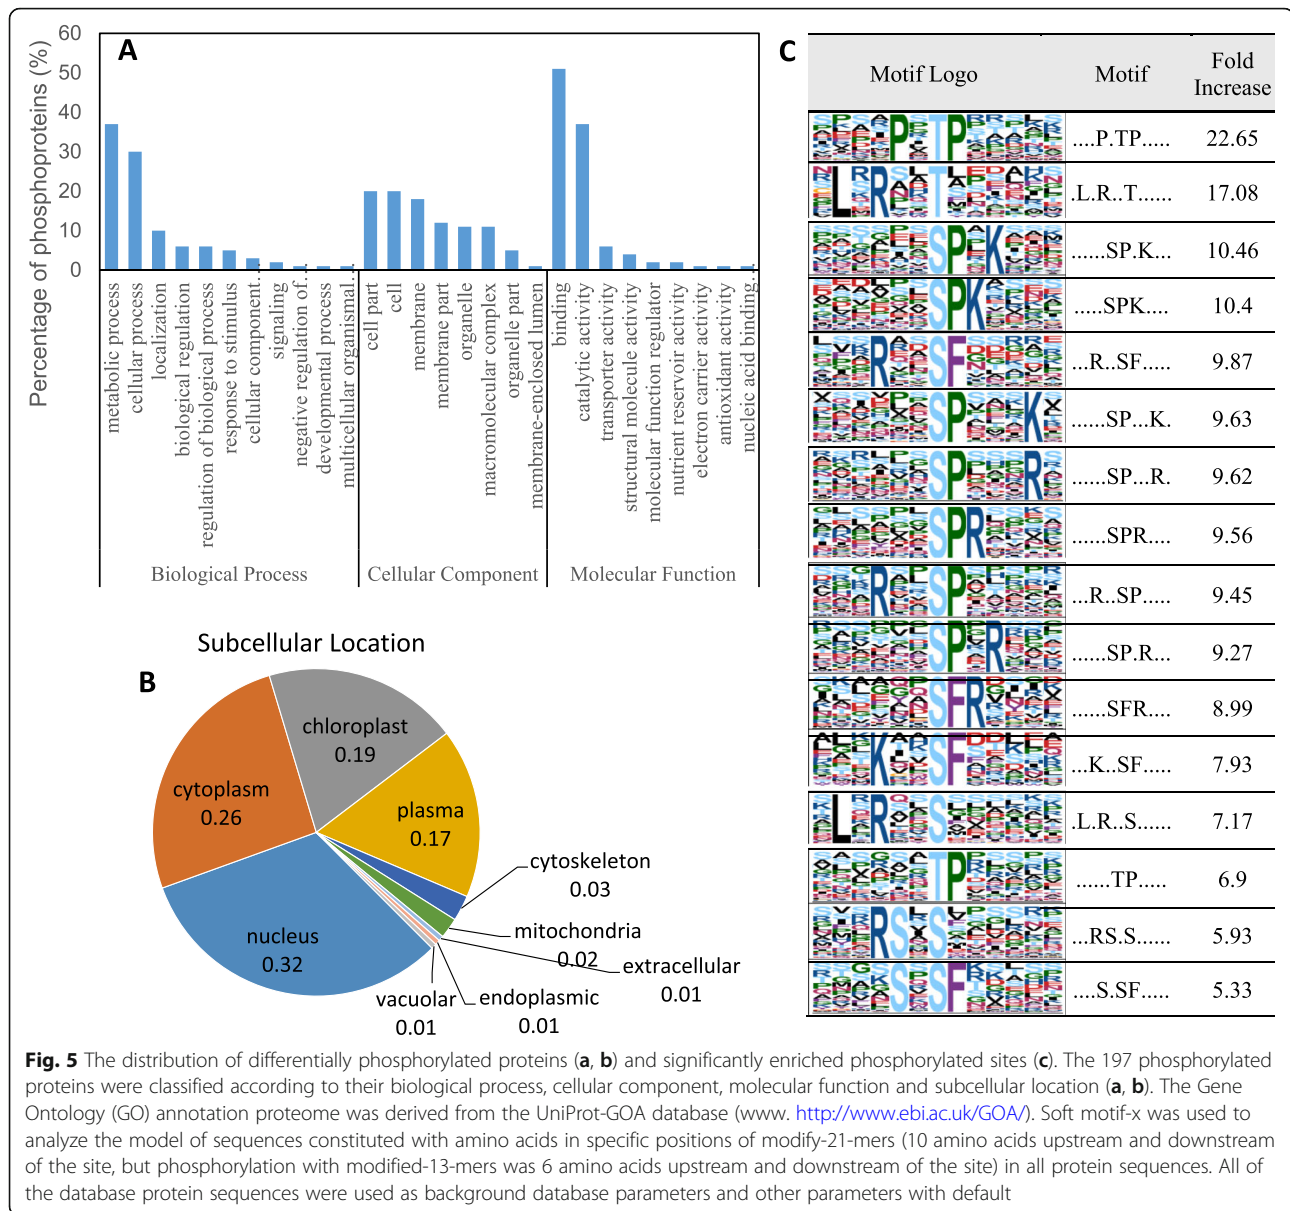 A
Percentage of phosphoproteins (%)
60
50
40
30
20
10
0
metabolic process
cellular process
localization
biological regulation
regulation of biological process
response to stimulus
cellular component...
signaling
negative regulation of...
developmental process
multicellular organismal...
cell part
cell
membrane
membrane part
organelle
macromolecular complex
organelle part
membrane-enclosed lumen
binding
catalytic activity
transporter activity
structural molecule activity
molecular function regulator
nutrient reservoir activity
electron carrier activity
antioxidant activity
nucleic acid binding...
Biological Process
Cellular Component
Molecular Function
Subcellular Location
B
chloroplast
0.19
cytoplasm
0.26
plasma
0.17
cytoskeleton
0.03
mitochondria
0.02
nucleus
0.32
extracellular
0.01
vacuolar
0.01
endoplasmic
0.01
C
Motif Logo Motif Fold Increase
....P.TP..... 22.65
.L.R..T...... 17.08
......SP.K... 10.46
.....SPK.... 10.4
...R..SF..... 9.87
......SP...K. 9.63
......SP...R. 9.62
......SPR.... 9.56
...R..SP..... 9.45
......SP.R... 9.27
......SFR.... 8.99
...K..SF..... 7.93
.L.R..S...... 7.17
......TP..... 6.9
...RS.S...... 5.93
....S.SF..... 5.33
Fig. 5 The distribution of differentially phosphorylated proteins (a, b) and significantly enriched phosphorylated sites (c). The 197 phosphorylated
proteins were classified according to their biological process, cellular component, molecular function and subcellular location (a, b). The Gene
Ontology (GO) annotation proteome was derived from the UniProt-GOA database (www. http://www.ebi.ac.uk/GOA/). Soft motif-x was used to
analyze the model of sequences constituted with amino acids in specific positions of modify-21-mers (10 amino acids upstream and downstream
of the site, but phosphorylation with modified-13-mers was 6 amino acids upstream and downstream of the site) in all protein sequences. All of
the database protein sequences were used as background database parameters and other parameters with default